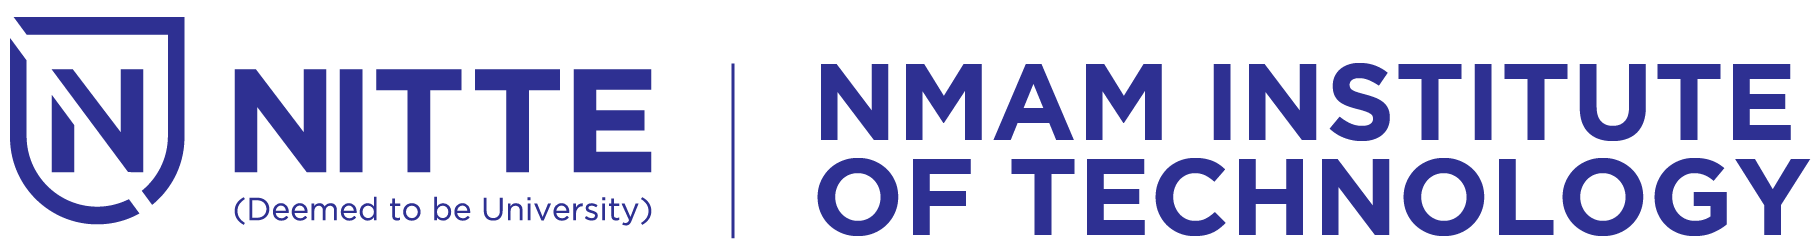 N
NITTE
(Deemed to be University)
NMAM INSTITUTE
OF TECHNOLOGY